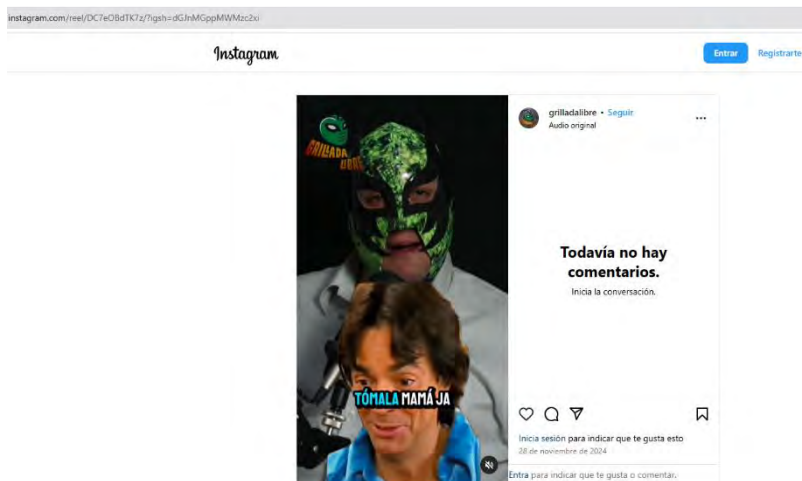 instagram.com/reel/DC7eOBdTK7z/?igsh=dGJnMGppMWMzc2xi
Instagram
Entrar
Registrarte
GRILLADA
LIBRE
grilladalibre • Seguir
Audio original
...
Todavía no hay
comentarios.
Inicia la conversación.
TÓMALA MAMÁ JA
Inicia sesión para indicar que te gusta esto
28 de noviembre de 2024
Entra para indicar que te gusta o comentar.